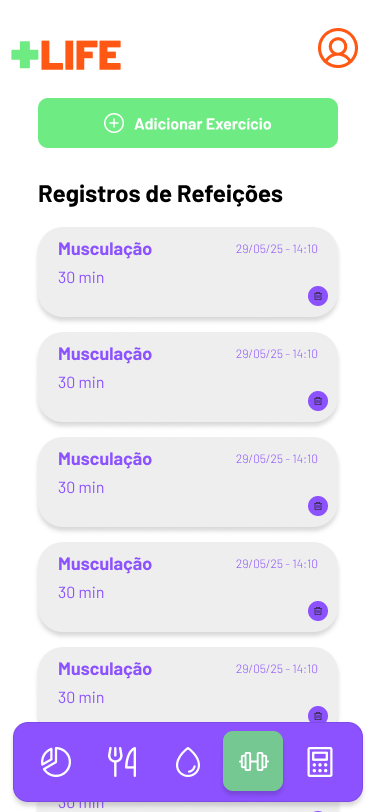 +LIFE
Adicionar Exercício
Registros de Refeições
Musculação 29/05/25 - 14:10
30 min
Musculação 29/05/25 - 14:10
30 min
Musculação 29/05/25 - 14:10
30 min
Musculação 29/05/25 - 14:10
30 min
Musculação 29/05/25 - 14:10
30 min
30 min